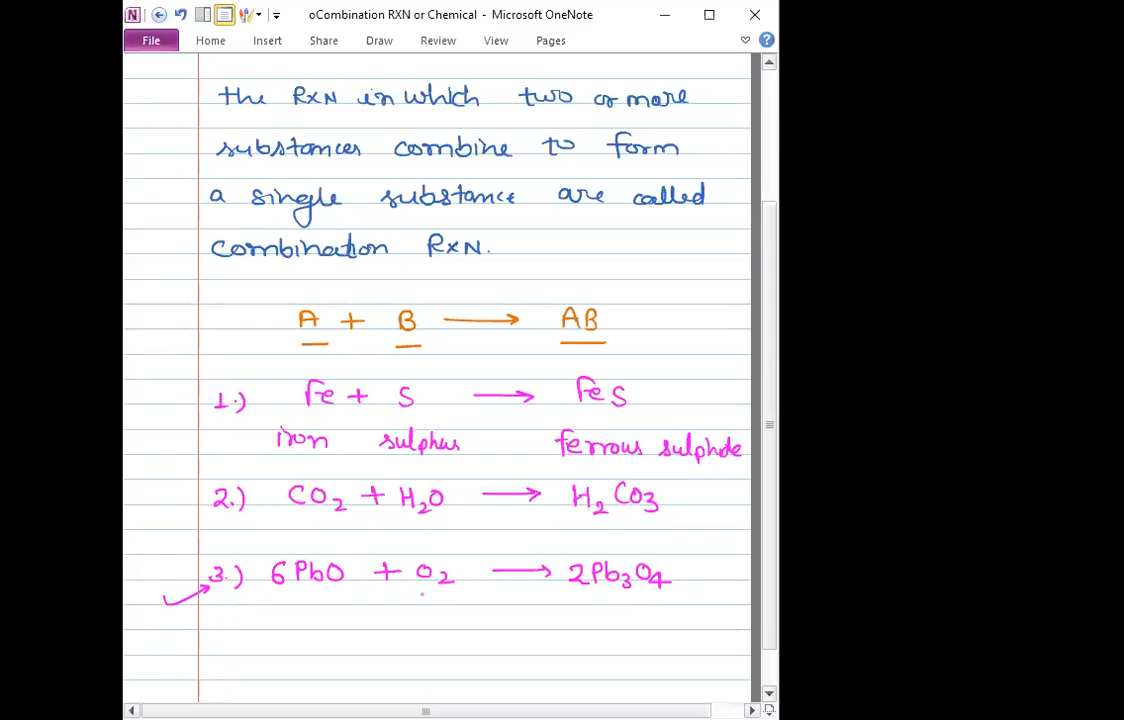 oCombination RXN or Chemical - Microsoft OneNote
File Home Insert Share Draw Review View Pages
the RXN in which two or more
substances combine to form
a single substance are called
combination RXN.
A + B → AB
1.) Fe + S → FeS
iron sulphur ferrous sulphide
2.) CO₂ + H₂O → H₂CO₃
3.) 6PbO + O₂ → 2Pb₃O₄